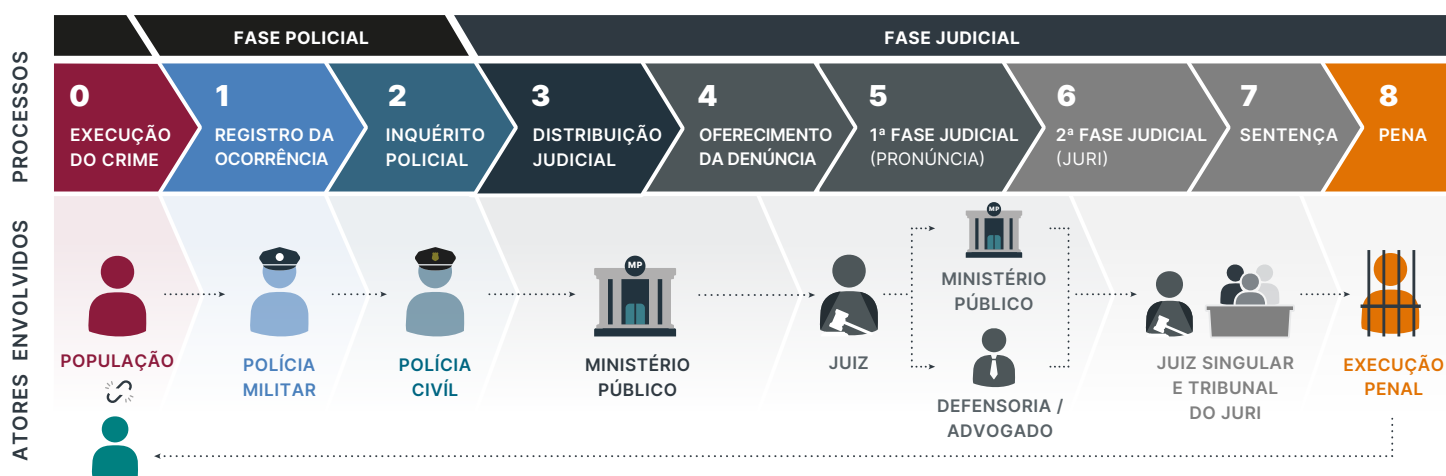 PROCESSOS
FASE POLICIAL
FASE JUDICIAL
0
EXECUÇÃO
DO CRIME
1
REGISTRO DA
OCORRÊNCIA
2
INQUÉRITO
POLICIAL
3
DISTRIBUIÇÃO
JUDICIAL
4
OFERECIMENTO
DA DENÚNCIA
5
1ª FASE JUDICIAL
(PRONÚNCIA)
6
2ª FASE JUDICIAL
(JURI)
7
SENTENÇA
8
PENA
ATORES ENVOLVIDOS
POPULAÇÃO
POLÍCIA
MILITAR
POLÍCIA
CIVÍL
MP
MINISTÉRIO
PÚBLICO
JUIZ
MP
MINISTÉRIO
PÚBLICO
DEFENSORIA /
ADVOGADO
JUIZ SINGULAR
E TRIBUNAL
DO JURI
EXECUÇÃO
PENAL